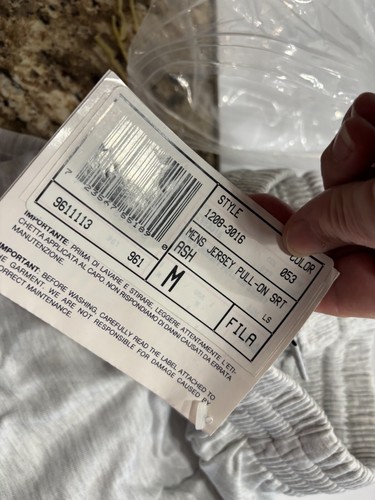 STYLE
COLOR
1208-3016
053
MENS JERSEY PULL-ON SRT
ASH
LS
M
FILA
9611113
961
IMPORTANTE: PRIMA DI LAVARE E STIRARE, LEGGERE ATTENTAMENTE L'ETI-
CHETTA APPLICATA AL CAPO. NON RISPONDIAMO DI DANNI CAUSATI DA ERRATA
MANUTENZIONE.
IMPORTANT: BEFORE WASHING, CAREFULLY READ THE LABEL ATTACHED TO
THE GARMENT. WE ARE NOT RESPONSIBLE FOR DAMAGE CAUSED BY
CORRECT MAINTENANCE